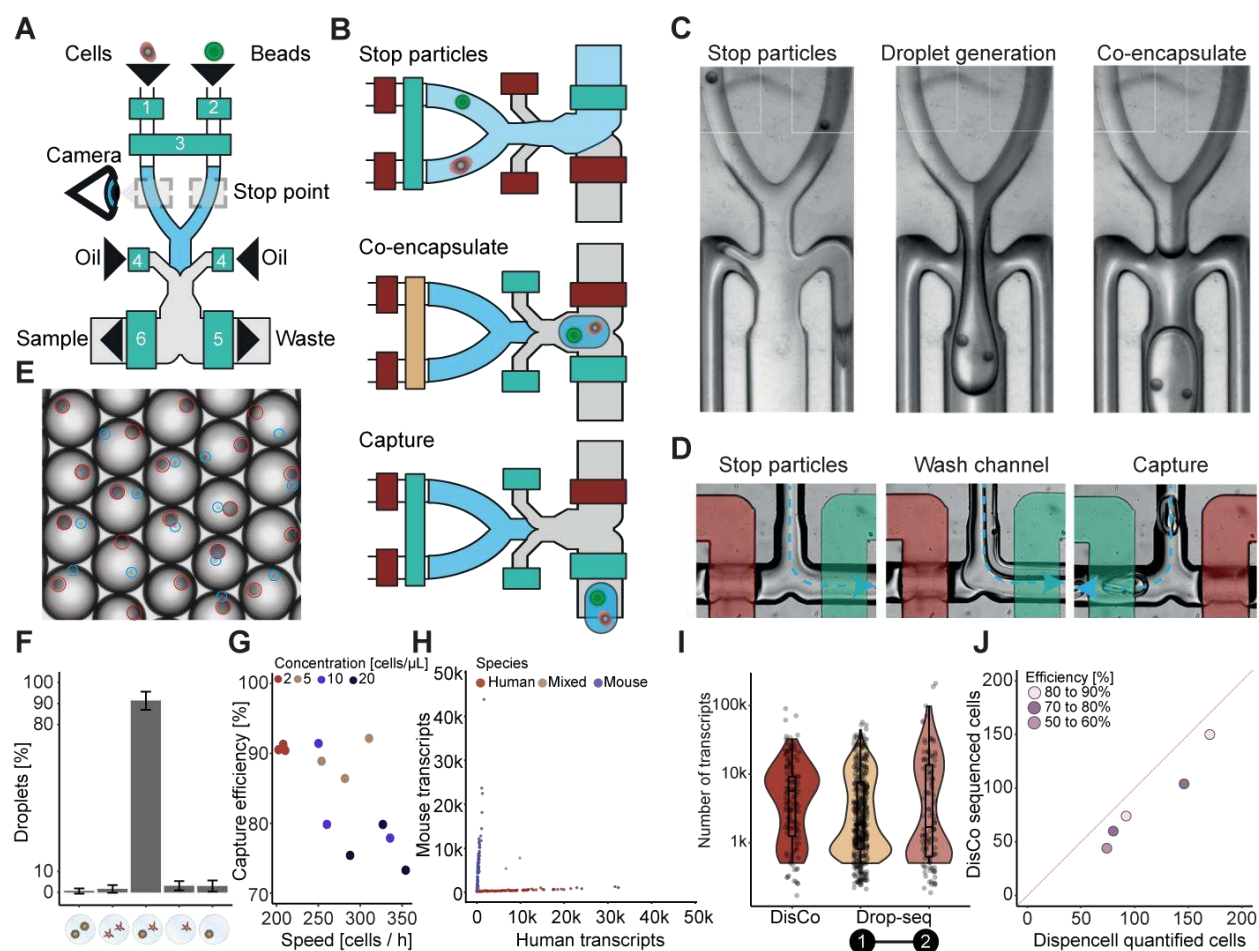 A
Cells
Beads
1
2
3
Camera
Stop point
Oil
4
4
Oil
Sample
6
5
Waste
B
Stop particles
Co-encapsulate
Capture
C
Stop particles
Droplet generation
Co-encapsulate
D
Stop particles
Wash channel
Capture
E
F
Droplets [%]
100
90
80
10
0
G
Concentration [cells/µL]
2
5
10
20
Capture efficiency [%]
100
90
80
70
200
250
300
350
Speed [cells / h]
H
Species
Human
Mixed
Mouse
Mouse transcripts
50k
40k
30k
20k
10k
0
0
10k
20k
30k
40k
50k
Human transcripts
I
Number of transcripts
100k
10k
1k
DisCo
Drop-seq
1
2
J
Efficiency [%]
80 to 90%
70 to 80%
50 to 60%
DisCo sequenced cells
200
150
100
50
0
0
50
100
150
200
Dispencell quantified cells